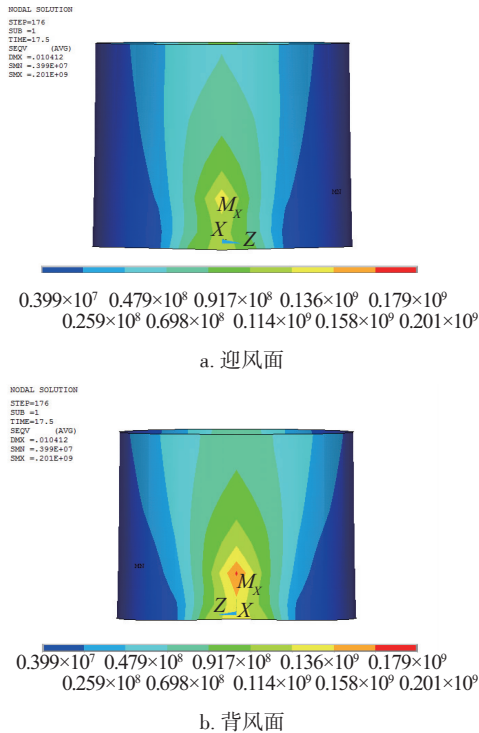 NODAL SOLUTION
STEP=176
SUB =1
TIME=17.5
SEQV (AVG)
DMX =.010412
SMN =.399E+07
SMX =.201E+09
M_X
X Z
0.399×10⁷ 0.479×10⁸ 0.917×10⁸ 0.136×10⁹ 0.179×10⁹
0.259×10⁸ 0.698×10⁸ 0.114×10⁹ 0.158×10⁹ 0.201×10⁹
a. 迎风面
NODAL SOLUTION
STEP=176
SUB =1
TIME=17.5
SEQV (AVG)
DMX =.010412
SMN =.399E+07
SMX =.201E+09
M_X
Z X
0.399×10⁷ 0.479×10⁸ 0.917×10⁸ 0.136×10⁹ 0.179×10⁹
0.259×10⁸ 0.698×10⁸ 0.114×10⁹ 0.158×10⁹ 0.201×10⁹
b. 背风面